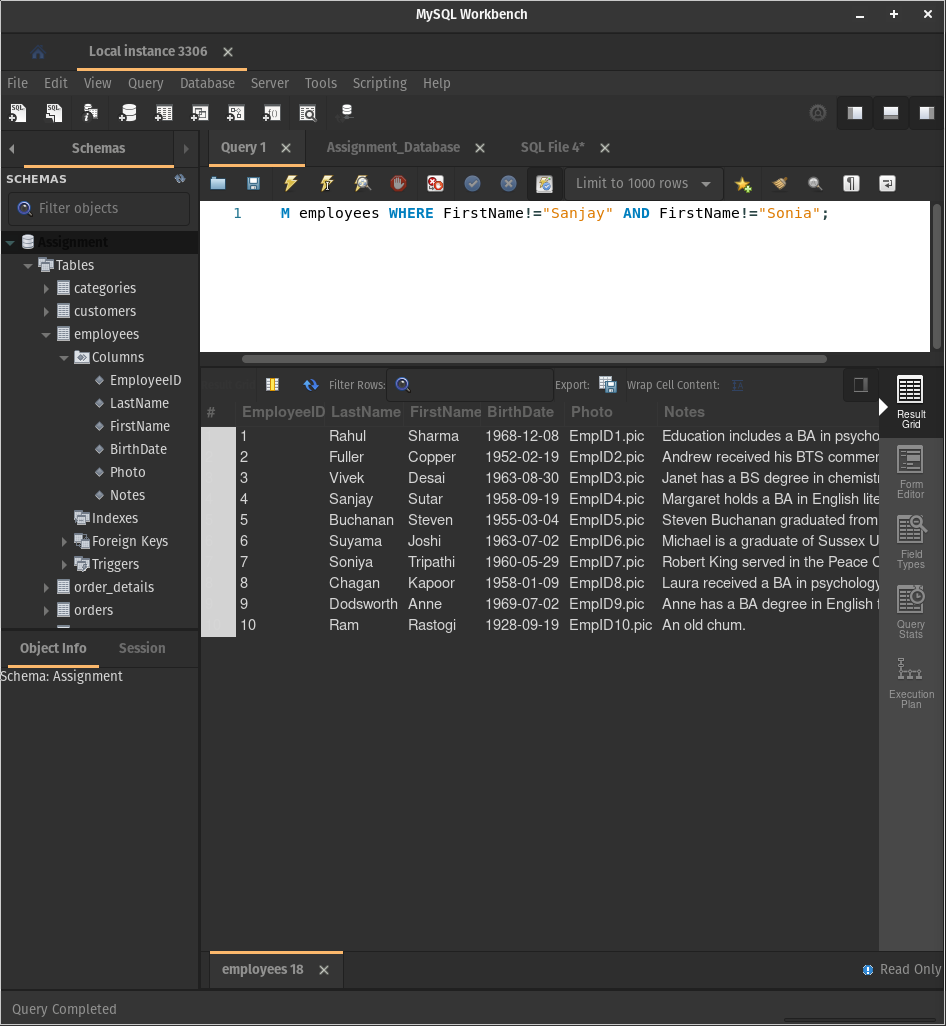 MySQL Workbench
Local instance 3306
File Edit View Query Database Server Tools Scripting Help
Schemas
Query 1 Assignment_Database SQL File 4*
SCHEMAS
Limit to 1000 rows
Filter objects
1 M employees WHERE FirstName!="Sanjay" AND FirstName!="Sonia";
Assignment
Tables
categories
customers
employees
Columns
EmployeeID
LastName
FirstName
BirthDate
Photo
Notes
Indexes
Foreign Keys
Triggers
order_details
orders
Filter Rows: Export: Wrap Cell Content:
# EmployeeID LastName FirstName BirthDate Photo Notes
1 Rahul Sharma 1968-12-08 EmpID1.pic Education includes a BA in psycho
2 Fuller Copper 1952-02-19 EmpID2.pic Andrew received his BTS commer
3 Vivek Desai 1963-08-30 EmpID3.pic Janet has a BS degree in chemist
4 Sanjay Sutar 1958-09-19 EmpID4.pic Margaret holds a BA in English lite
5 Buchanan Steven 1955-03-04 EmpID5.pic Steven Buchanan graduated from
6 Suyama Joshi 1963-07-02 EmpID6.pic Michael is a graduate of Sussex U
7 Soniya Tripathi 1960-05-29 EmpID7.pic Robert King served in the Peace C
8 Chagan Kapoor 1958-01-09 EmpID8.pic Laura received a BA in psychology
9 Dodsworth Anne 1969-07-02 EmpID9.pic Anne has a BA degree in English f
10 Ram Rastogi 1928-09-19 EmpID10.pic An old chum.
Result
Grid
Form
Editor
Field
Types
Query
Stats
Execution
Plan
Object Info Session
Schema: Assignment
employees 18
Read Only
Query Completed